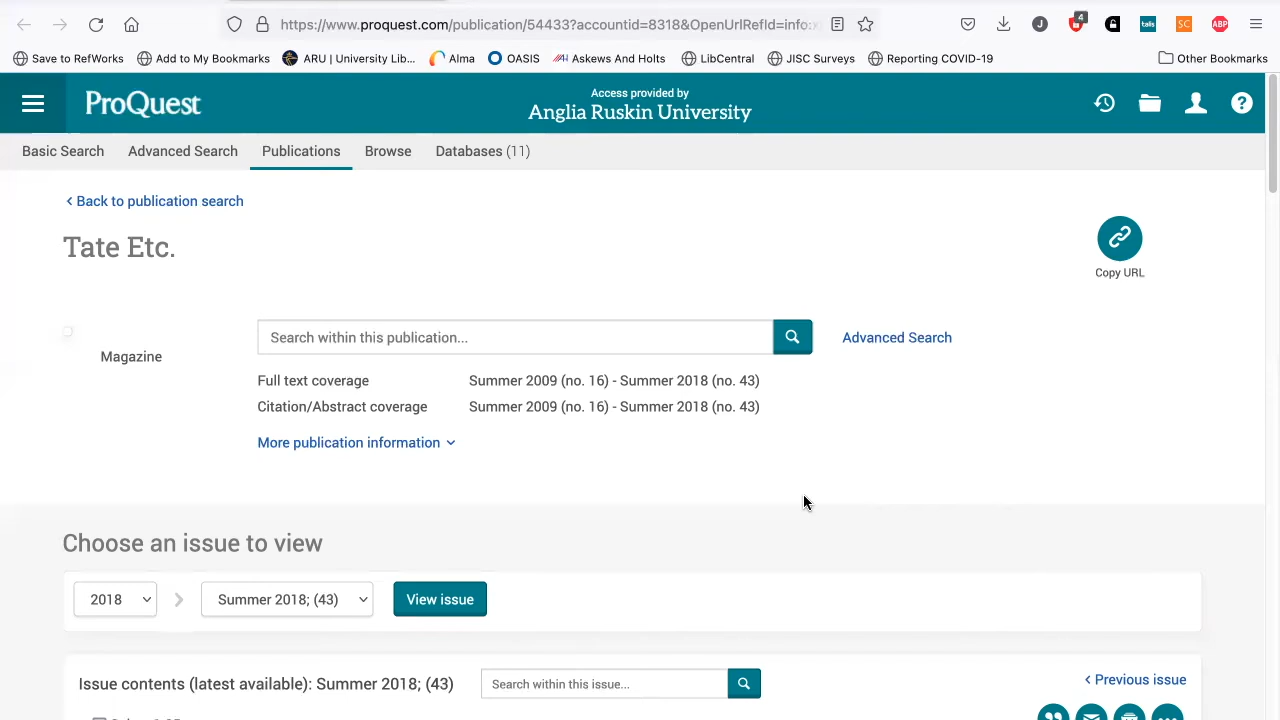 https://www.proquest.com/publication/54433?accountid=8318&OpenUrlRefId=info:x
J
4
talis
SC
ABP
Save to RefWorks
Add to My Bookmarks
ARU | University Lib...
Alma
OASIS
Askews And Holts
LibCentral
JISC Surveys
Reporting COVID-19
Other Bookmarks
ProQuest
Access provided by
Anglia Ruskin University
?
Basic Search
Advanced Search
Publications
Browse
Databases (11)
< Back to publication search
Tate Etc.
Copy URL
Magazine
Search within this publication...
Advanced Search
Full text coverage Summer 2009 (no. 16) - Summer 2018 (no. 43)
Citation/Abstract coverage Summer 2009 (no. 16) - Summer 2018 (no. 43)
More publication information
Choose an issue to view
2018
Summer 2018; (43)
View issue
Issue contents (latest available): Summer 2018; (43)
Search within this issue...
< Previous issue